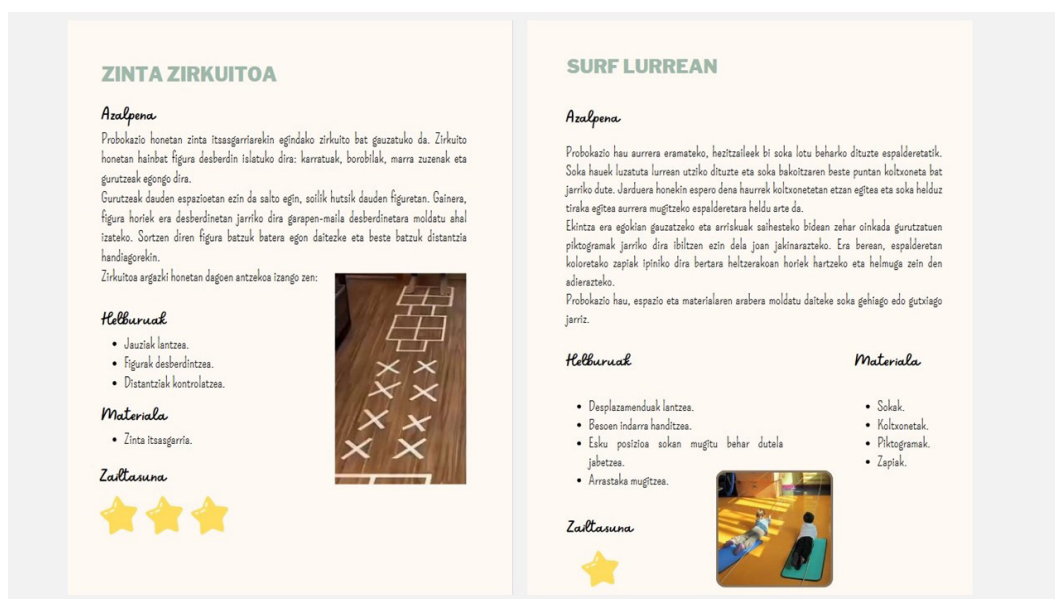 ZINTA ZIRKUITOA
Azalpena
Probokazio honetan zinta itsasgarriarekin egindako zirkuito bat gauzatuko da. Zirkuito
honetan hainbat figura desberdin islatuko dira: karratuak, borobilak, marra zuzenak eta
gurutzeak egongo dira.
Gurutzeak dauden espazioetan ezin da salto egin, soilik hutsik dauden figuretan. Gainera,
figura horiek era desberdinetan jarriko dira garapen-maila desberdinetara moldatu ahal
izateko. Sortzen diren figura batzuk batera egon daitezke eta beste batzuk distantzia
handiagorekin.
Zirkuitoa argazki honetan dagoen antzekoa izango zen:
Helburuak
• Jauziak lantzea.
• Figurak desberdintzea.
• Distantziak kontrolatzea.
Materiala
• Zinta itsasgarria.
Zailtasuna
SURF LURREAN
Azalpena
Probokazio hau aurrera eramateko, hezitzaileek bi soka lotu beharko dituzte espalderetatik.
Soka hauek luzatuta lurrean utziko dituzte eta soka bakoitzaren beste puntan koltxoneta bat
jarriko dute. Jarduera honekin espero dena haurrek koltxonetetan etzan egitea eta soka helduz
tiraka egitea aurrera mugitzeko espalderetara heldu arte da.
Ekintza era egokian gauzatzeko eta arriskuak saihesteko bidean zehar oinkada gurutzatuen
piktogramak jarriko dira ibiltzen ezin dela joan jakinarazteko. Era berean, espalderetan
koloretako zapiak ipiniko dira bertara heltzerakoan horiek hartzeko eta helmuga zein den
adierazteko.
Probokazio hau, espazio eta materialaren arabera moldatu daiteke soka gehiago edo gutxiago
jarriz.
Helburuak
• Desplazamenduak lantzea.
• Besoen indarra handitzea.
• Esku posizioa sokan mugitu behar dutela
jabetzea.
• Arrastaka mugitzea.
Materiala
• Sokak.
• Koltxonetak.
• Piktogramak.
• Zapiak.
Zailtasuna